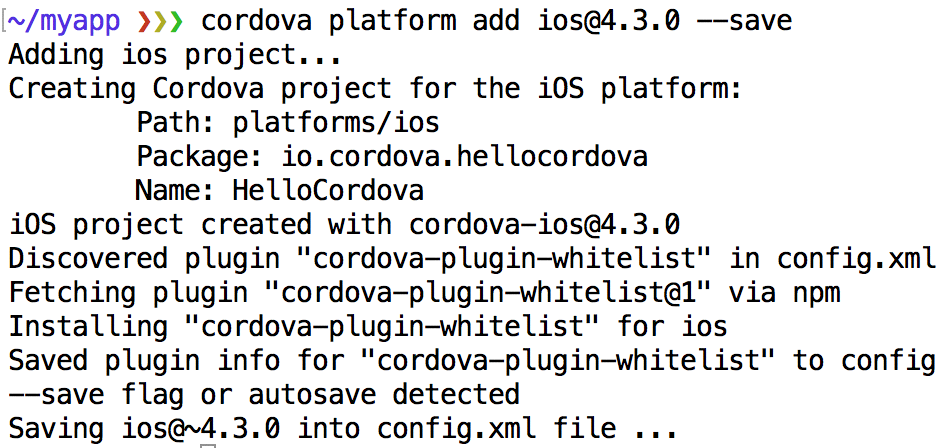 [~/myapp ❯❯❯ cordova platform add ios@4.3.0 --save
Adding ios project...
Creating Cordova project for the iOS platform:
        Path: platforms/ios
        Package: io.cordova.hellocordova
        Name: HelloCordova
iOS project created with cordova-ios@4.3.0
Discovered plugin "cordova-plugin-whitelist" in config.xml
Fetching plugin "cordova-plugin-whitelist@1" via npm
Installing "cordova-plugin-whitelist" for ios
Saved plugin info for "cordova-plugin-whitelist" to config
--save flag or autosave detected
Saving ios@~4.3.0 into config.xml file ...